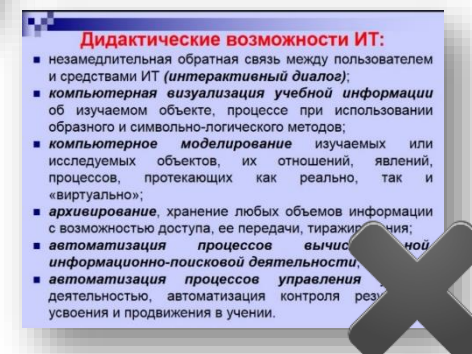 Дидактические возможности ИТ:
незамедлительная обратная связь между пользователем
и средствами ИТ (интерактивный диалог);
компьютерная визуализация учебной информации
об изучаемом объекте, процессе при использовании
образного и символьно-логического методов;
компьютерное моделирование изучаемых или
исследуемых объектов, их отношений, явлений,
процессов, протекающих как реально, так и
«виртуально»;
архивирование, хранение любых объемов информации
с возможностью доступа, ее передачи, тиражирования;
автоматизация процессов
информационно-поисковой деятельности
автоматизация процессов управления
деятельностью, автоматизация контроля
усвоения и продвижения в учении.